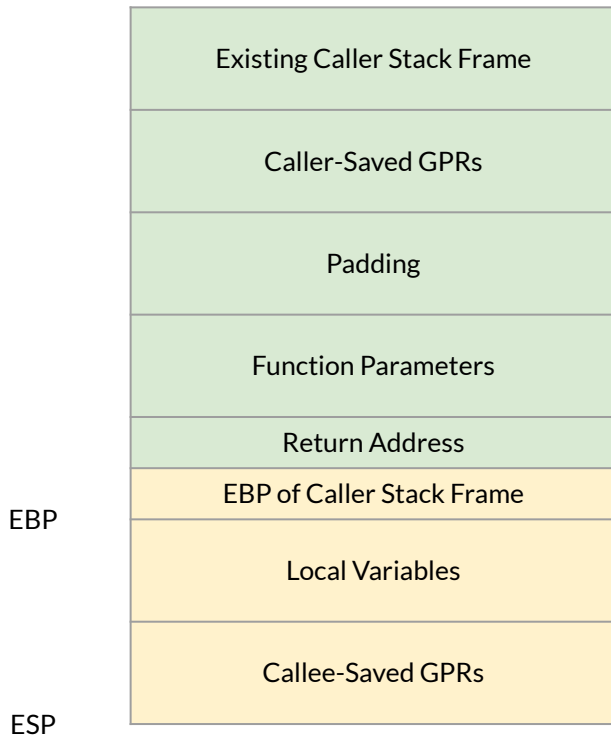 Existing Caller Stack Frame
Caller-Saved GPRs
Padding
Function Parameters
Return Address
EBP of Caller Stack Frame
EBP
Local Variables
Callee-Saved GPRs
ESP